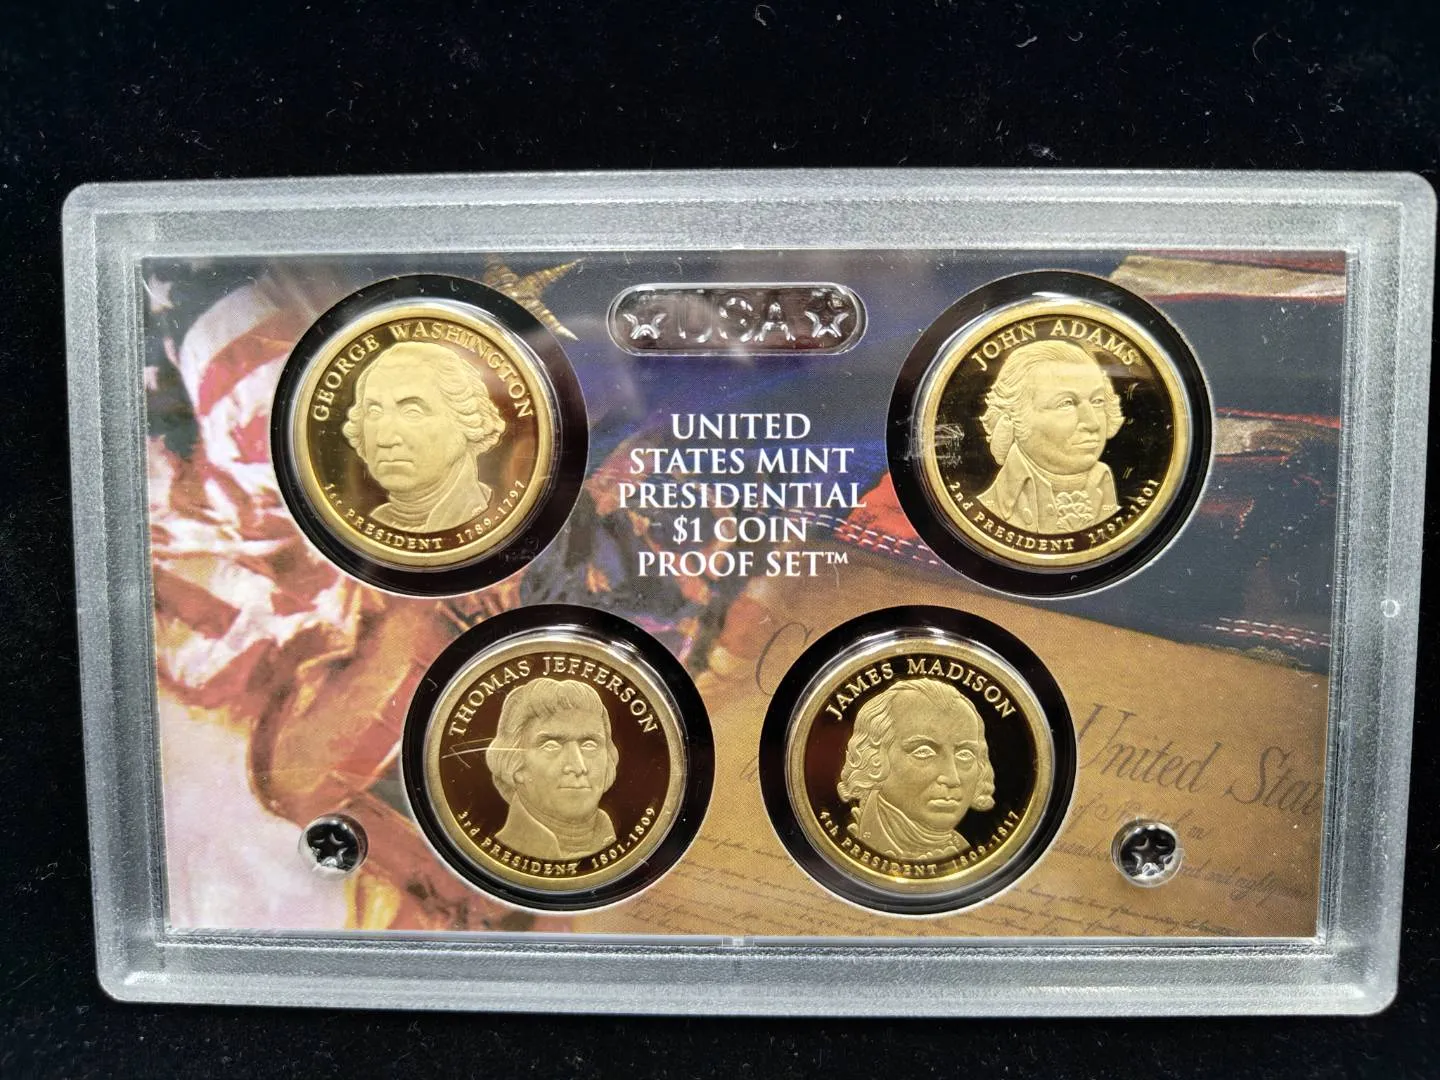 USA
UNITED
STATES MINT
PRESIDENTIAL
$1 COIN
PROOF SET™
GEORGE WASHINGTON
1st PRESIDENT 1789-1797
JOHN ADAMS
2nd PRESIDENT 1797-1801
THOMAS JEFFERSON
3rd PRESIDENT 1801-1809
JAMES MADISON
4th PRESIDENT 1809-1817
United Stat